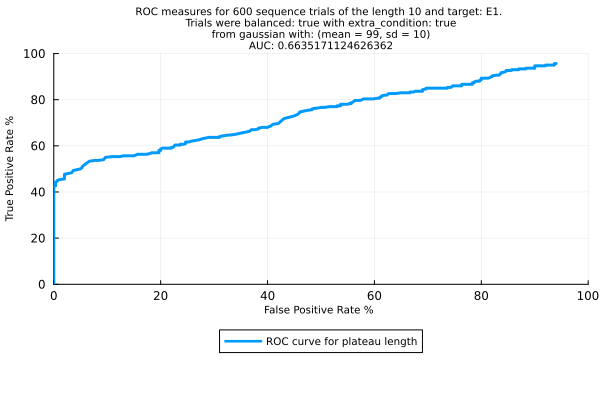 ROC measures for 600 sequence trials of the length 10 and target: E1.
Trials were balanced: true with extra_condition: true
from gaussian with: (mean = 99, sd = 10)
AUC: 0.6635171124626362
100
80
60
40
20
0
True Positive Rate %
0 20 40 60 80 100
False Positive Rate %
ROC curve for plateau length